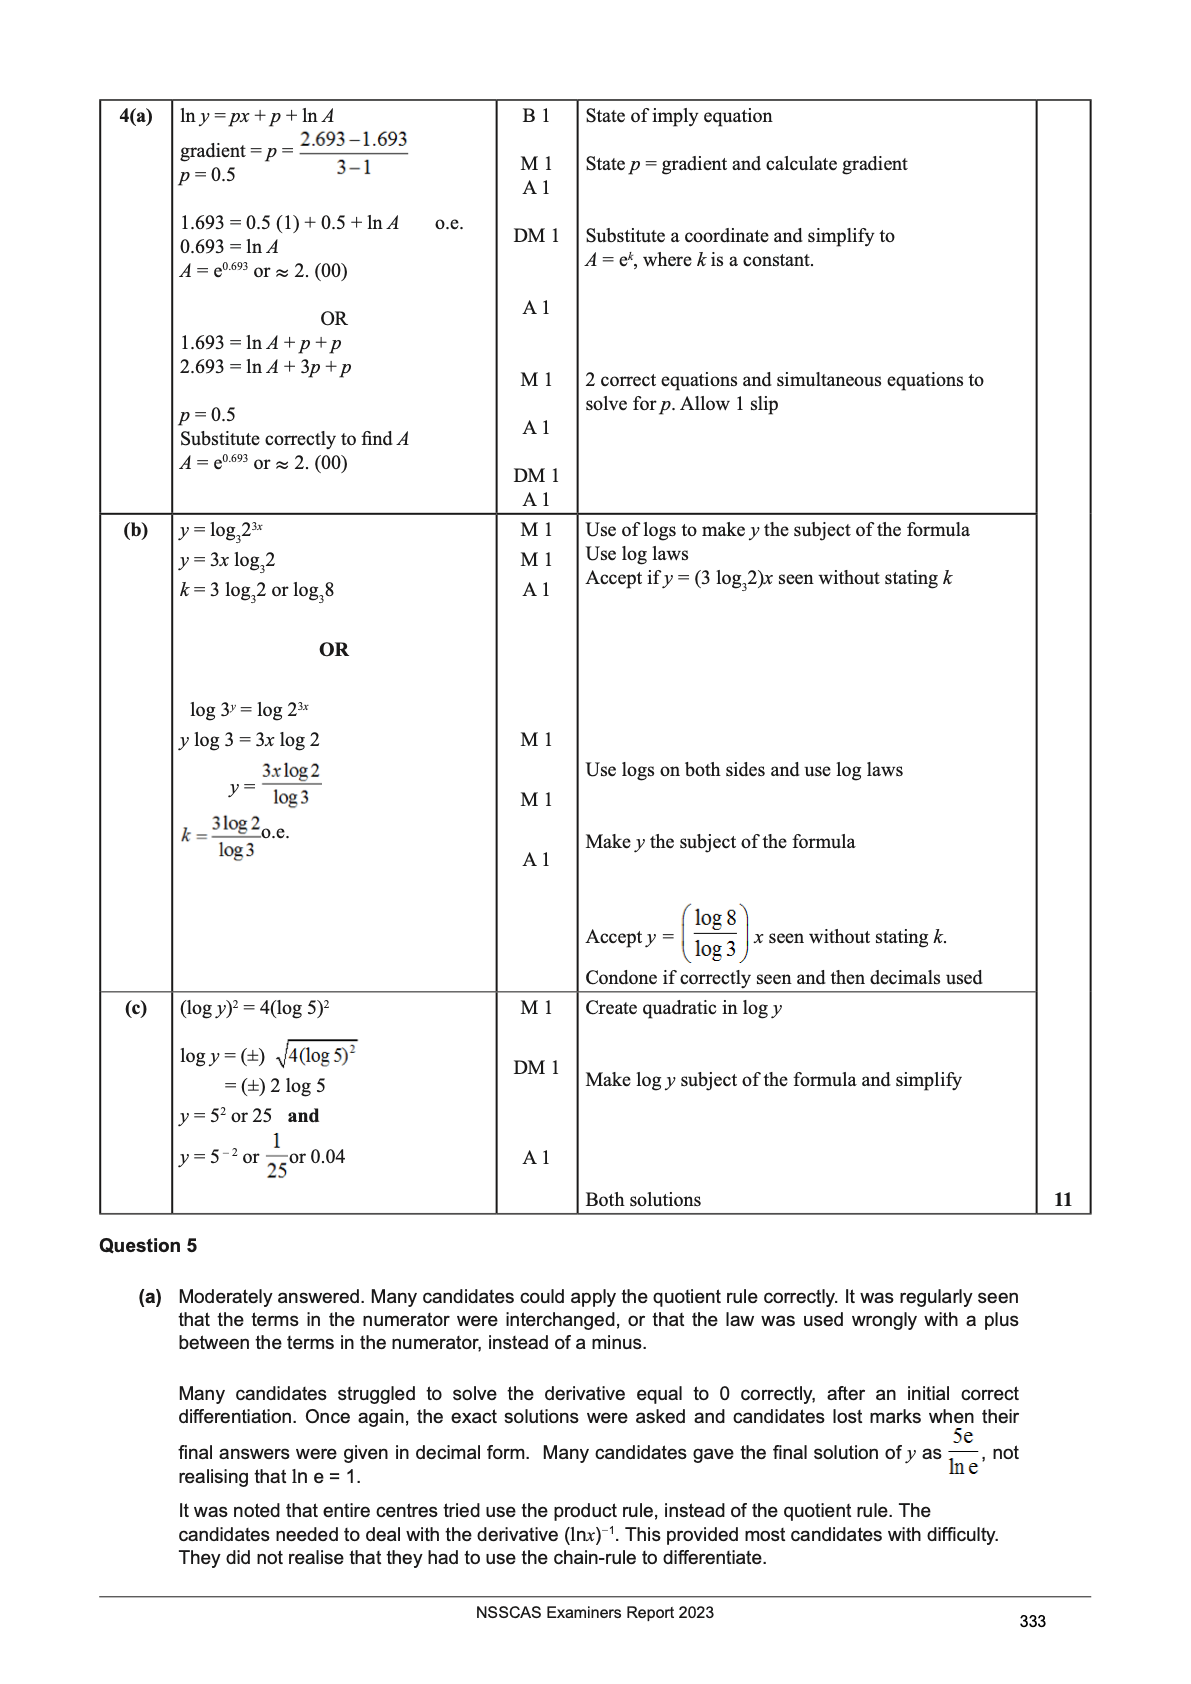 4(a)
ln y = px + p + ln A
gradient = p = (2.693 – 1.693)/(3 – 1)
p = 0.5
1.693 = 0.5 (1) + 0.5 + ln A o.e.
0.693 = ln A
A = e^0.693 or ≈ 2. (00)
OR
1.693 = ln A + p + p
2.693 = ln A + 3p + p
p = 0.5
Substitute correctly to find A
A = e^0.693 or ≈ 2. (00)
B 1
M 1
A 1
DM 1
A 1
M 1
A 1
DM 1
A 1
State of imply equation
State p = gradient and calculate gradient
Substitute a coordinate and simplify to
A = e^k, where k is a constant.
2 correct equations and simultaneous equations to
solve for p. Allow 1 slip
(b)
y = log₃2^3x
y = 3x log₃2
k = 3 log₃2 or log₃8
OR
log 3^y = log 2^3x
y log 3 = 3x log 2
y = (3x log 2)/(log 3)
k = (3 log 2)/(log 3) o.e.
M 1
M 1
A 1
M 1
M 1
A 1
Use of logs to make y the subject of the formula
Use log laws
Accept if y = (3 log₃2)x seen without stating k
Use logs on both sides and use log laws
Make y the subject of the formula
Accept y = (log 8/log 3) x seen without stating k.
Condone if correctly seen and then decimals used
(c)
(log y)² = 4(log 5)²
log y = (±) √4(log 5)²
= (±) 2 log 5
y = 5² or 25 and
y = 5⁻² or 1/25 or 0.04
M 1
DM 1
A 1
Create quadratic in log y
Make log y subject of the formula and simplify
Both solutions
11
Question 5
(a) Moderately answered. Many candidates could apply the quotient rule correctly. It was regularly seen
that the terms in the numerator were interchanged, or that the law was used wrongly with a plus
between the terms in the numerator, instead of a minus.
Many candidates struggled to solve the derivative equal to 0 correctly, after an initial correct
differentiation. Once again, the exact solutions were asked and candidates lost marks when their
final answers were given in decimal form. Many candidates gave the final solution of y as 5e/ln e, not
realising that ln e = 1.
It was noted that entire centres tried use the product rule, instead of the quotient rule. The
candidates needed to deal with the derivative (lnx)⁻¹. This provided most candidates with difficulty.
They did not realise that they had to use the chain-rule to differentiate.
NSSCAS Examiners Report 2023
333